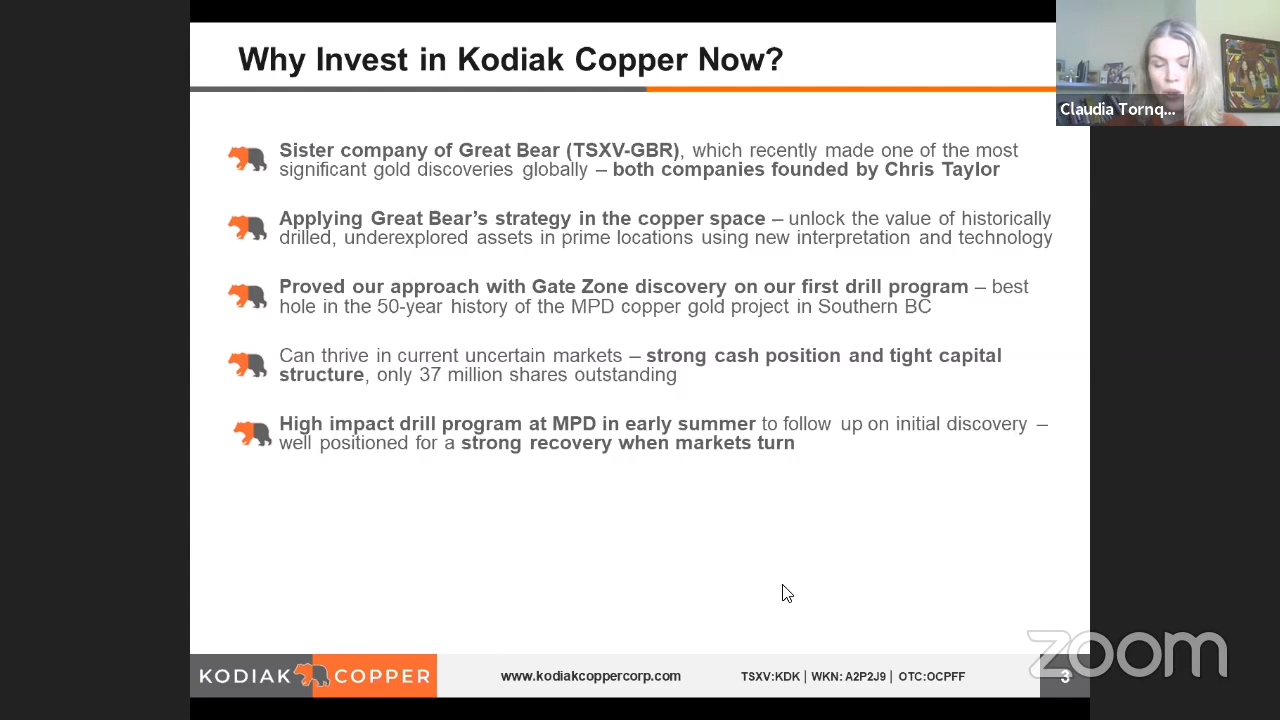 Why Invest in Kodiak Copper Now?
Claudia Tornq...
Sister company of Great Bear (TSXV-GBR), which recently made one of the most
significant gold discoveries globally – both companies founded by Chris Taylor
Applying Great Bear’s strategy in the copper space – unlock the value of historically
drilled, underexplored assets in prime locations using new interpretation and technology
Proved our approach with Gate Zone discovery on our first drill program – best
hole in the 50-year history of the MPD copper gold project in Southern BC
Can thrive in current uncertain markets – strong cash position and tight capital
structure, only 37 million shares outstanding
High impact drill program at MPD in early summer to follow up on initial discovery –
well positioned for a strong recovery when markets turn
zoom
KODIAK COPPER
www.kodiakcoppercorp.com
TSXV:KDK | WKN: A2P2J9 | OTC:OCPFF
3